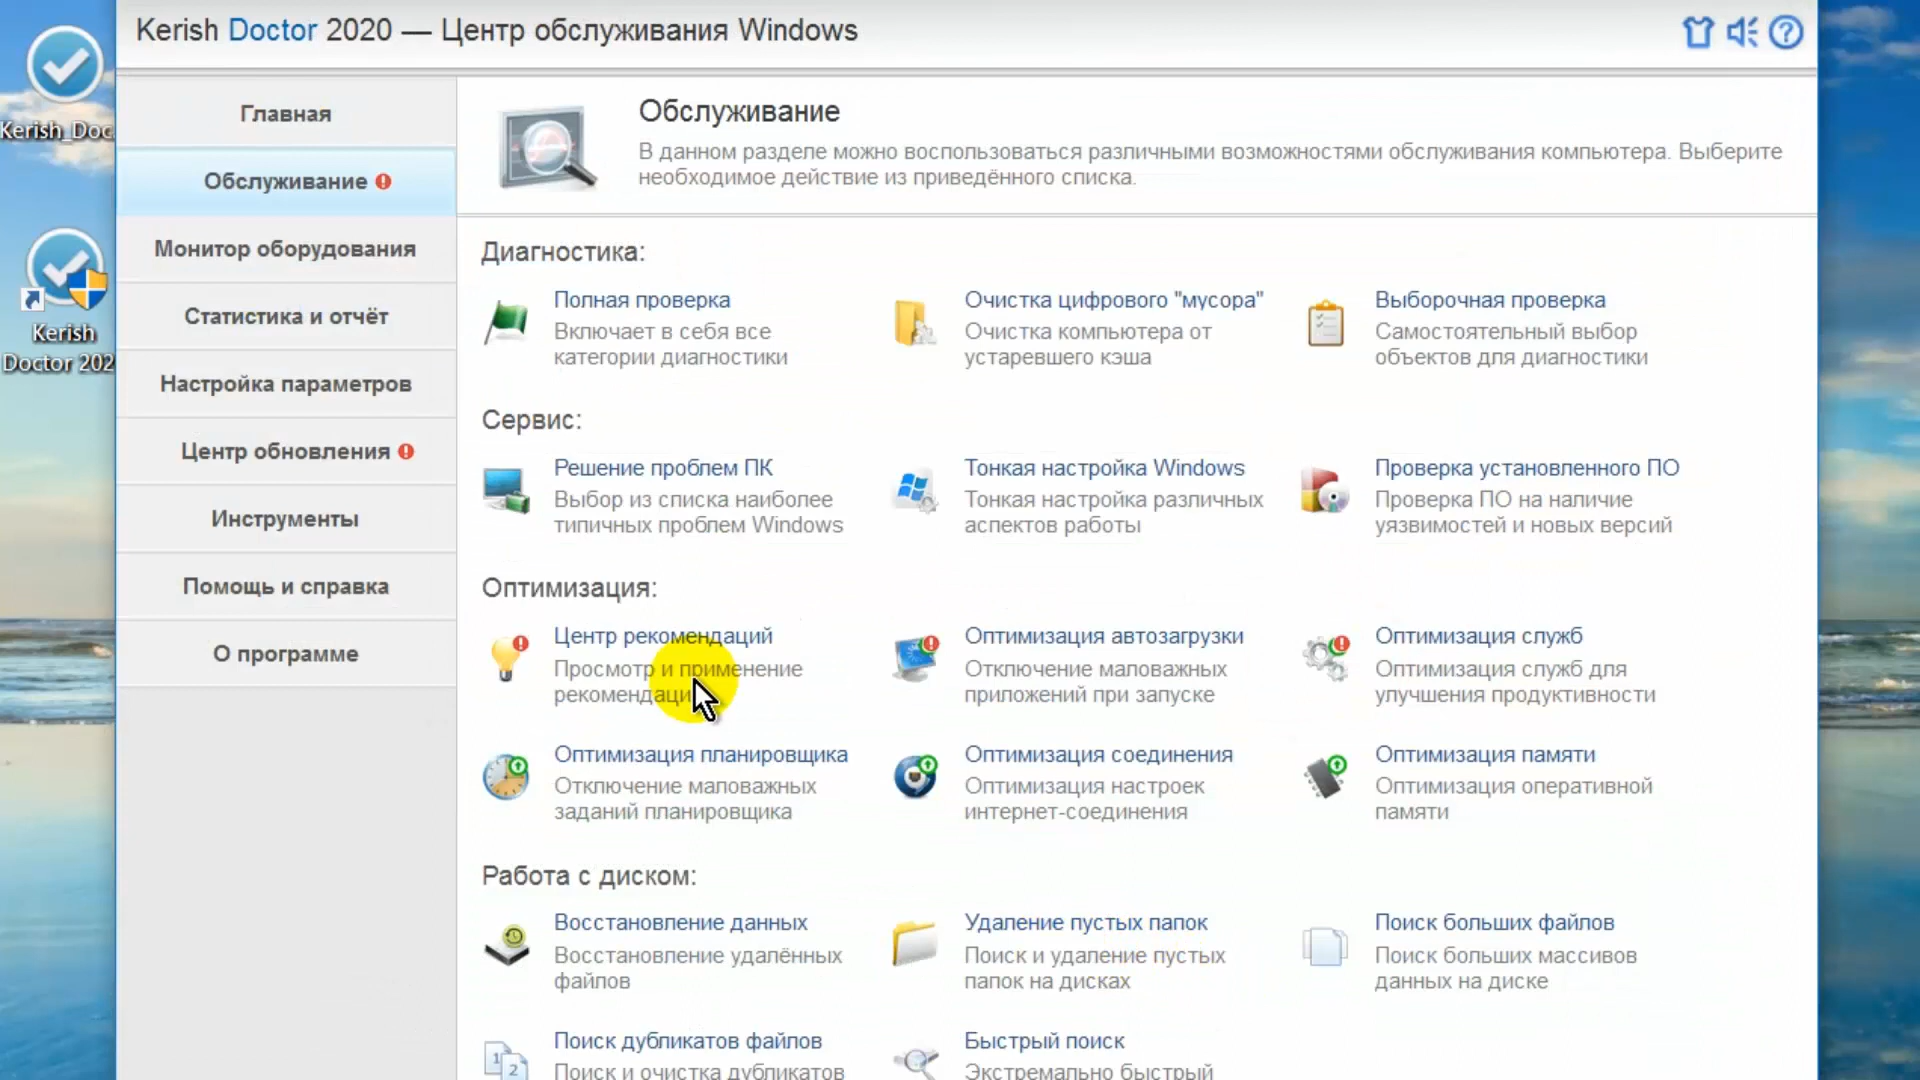 Kerish Doctor 2020 — Центр обслуживания Windows
Kerish_Doc
Kerish
Doctor 202
Главная
Обслуживание
Монитор оборудования
Статистика и отчёт
Настройка параметров
Центр обновления
Инструменты
Помощь и справка
О программе
Обслуживание
В данном разделе можно воспользоваться различными возможностями обслуживания компьютера. Выберите
необходимое действие из приведённого списка.
Диагностика:
Полная проверка
Включает в себя все
категории диагностики
Очистка цифрового "мусора"
Очистка компьютера от
устаревшего кэша
Выборочная проверка
Самостоятельный выбор
объектов для диагностики
Сервис:
Решение проблем ПК
Выбор из списка наиболее
типичных проблем Windows
Тонкая настройка Windows
Тонкая настройка различных
аспектов работы
Проверка установленного ПО
Проверка ПО на наличие
уязвимостей и новых версий
Оптимизация:
Центр рекомендаций
Просмотр и применение
рекомендаци
Оптимизация автозагрузки
Отключение маловажных
приложений при запуске
Оптимизация служб
Оптимизация служб для
улучшения продуктивности
Оптимизация планировщика
Отключение маловажных
заданий планировщика
Оптимизация соединения
Оптимизация настроек
интернет-соединения
Оптимизация памяти
Оптимизация оперативной
памяти
Работа с диском:
Восстановление данных
Восстановление удалённых
файлов
Удаление пустых папок
Поиск и удаление пустых
папок на дисках
Поиск больших файлов
Поиск больших массивов
данных на диске
Поиск дубликатов файлов
Поиск и очистка дубликатов
Быстрый поиск
Экстремально быстрый